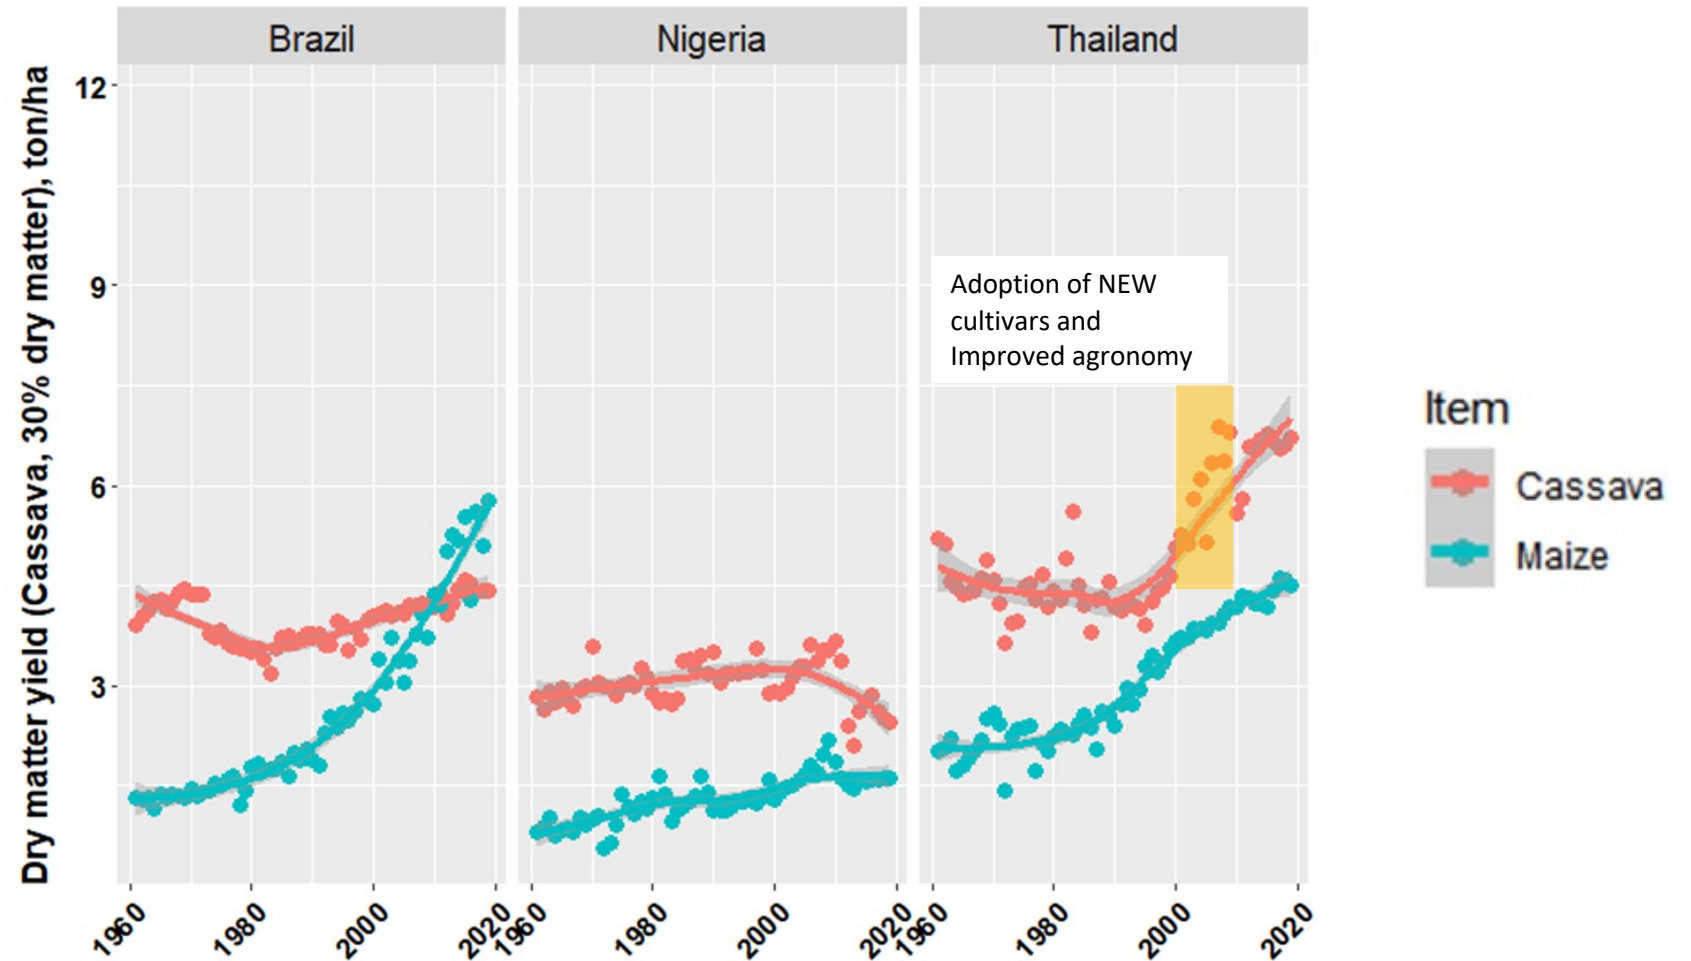 Brazil
Nigeria
Thailand
Dry matter yield (Cassava, 30% dry matter), ton/ha
12
9
6
3
Adoption of NEW
cultivars and
Improved agronomy
1960
1980
2000
2020
1960
1980
2000
2020
1960
1980
2000
2020
Item
Cassava
Maize